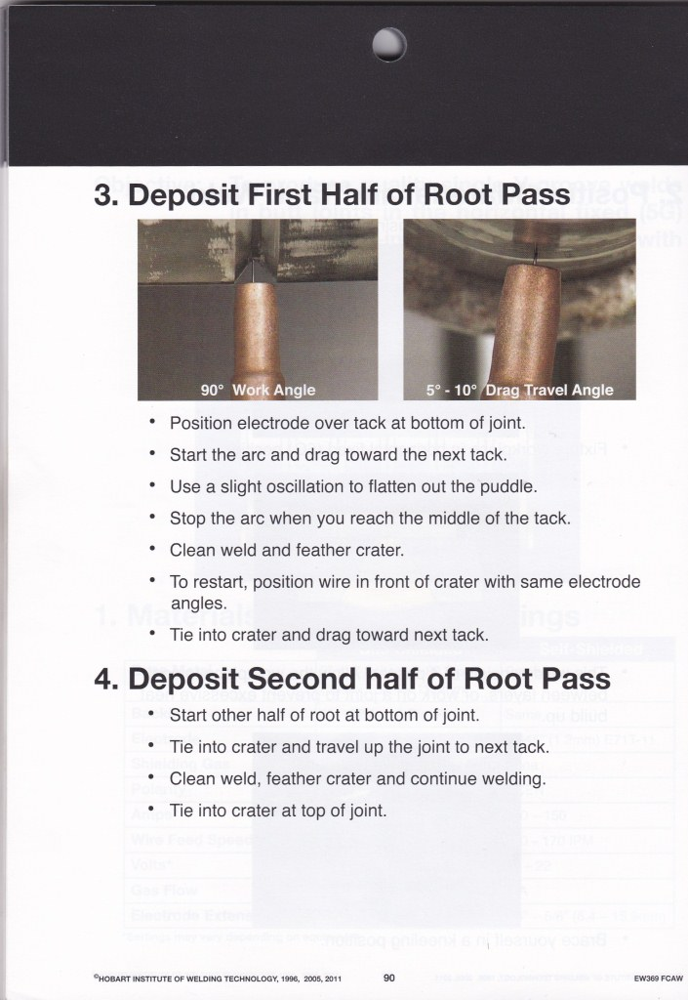 3. Deposit First Half of Root Pass
90° Work Angle
5° - 10° Drag Travel Angle
• Position electrode over tack at bottom of joint.
• Start the arc and drag toward the next tack.
• Use a slight oscillation to flatten out the puddle.
• Stop the arc when you reach the middle of the tack.
• Clean weld and feather crater.
• To restart, position wire in front of crater with same electrode
angles.
• Tie into crater and drag toward next tack.
4. Deposit Second half of Root Pass
• Start other half of root at bottom of joint.
• Tie into crater and travel up the joint to next tack.
• Clean weld, feather crater and continue welding.
• Tie into crater at top of joint.
©HOBART INSTITUTE OF WELDING TECHNOLOGY, 1996, 2005, 2011
90
EW369 FCAW